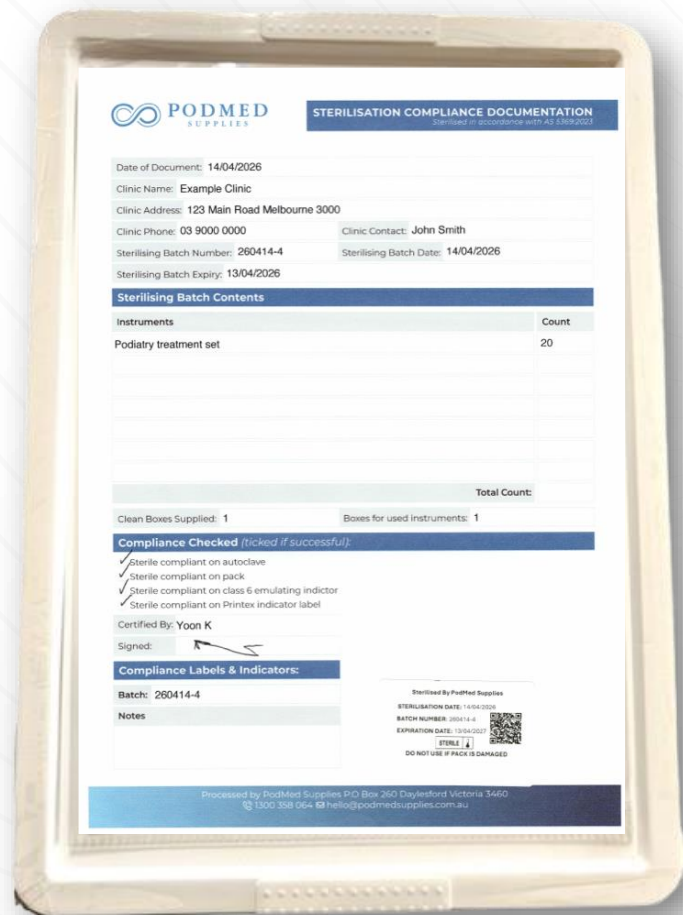 PODMED
SUPPLIES
STERILISATION COMPLIANCE DOCUMENTATION
Sterilised in accordance with AS 5369:2023
Date of Document: 14/04/2026
Clinic Name: Example Clinic
Clinic Address: 123 Main Road Melbourne 3000
Clinic Phone: 03 9000 0000 Clinic Contact: John Smith
Sterilising Batch Number: 260414-4 Sterilising Batch Date: 14/04/2026
Sterilising Batch Expiry: 13/04/2026
Sterilising Batch Contents
Instruments Count
Podiatry treatment set 20
Total Count:
Clean Boxes Supplied: 1 Boxes for used instruments: 1
Compliance Checked (ticked if successful):
Sterile compliant on autoclave
Sterile compliant on pack
Sterile compliant on class 6 emulating indictor
Sterile compliant on Printex indicator label
Certified By: Yoon K
Signed:
Compliance Labels & Indicators:
Batch: 260414-4
Notes
Sterilised By PodMed Supplies
STERILISATION DATE: 14/04/2026
BATCH NUMBER: 260414-4
EXPIRATION DATE: 13/04/2027
STERILE
DO NOT USE IF PACK IS DAMAGED
Processed by PodMed Supplies P.O Box 260 Daylesford Victoria 3460
1300 358 064 hello@podmedsupplies.com.au